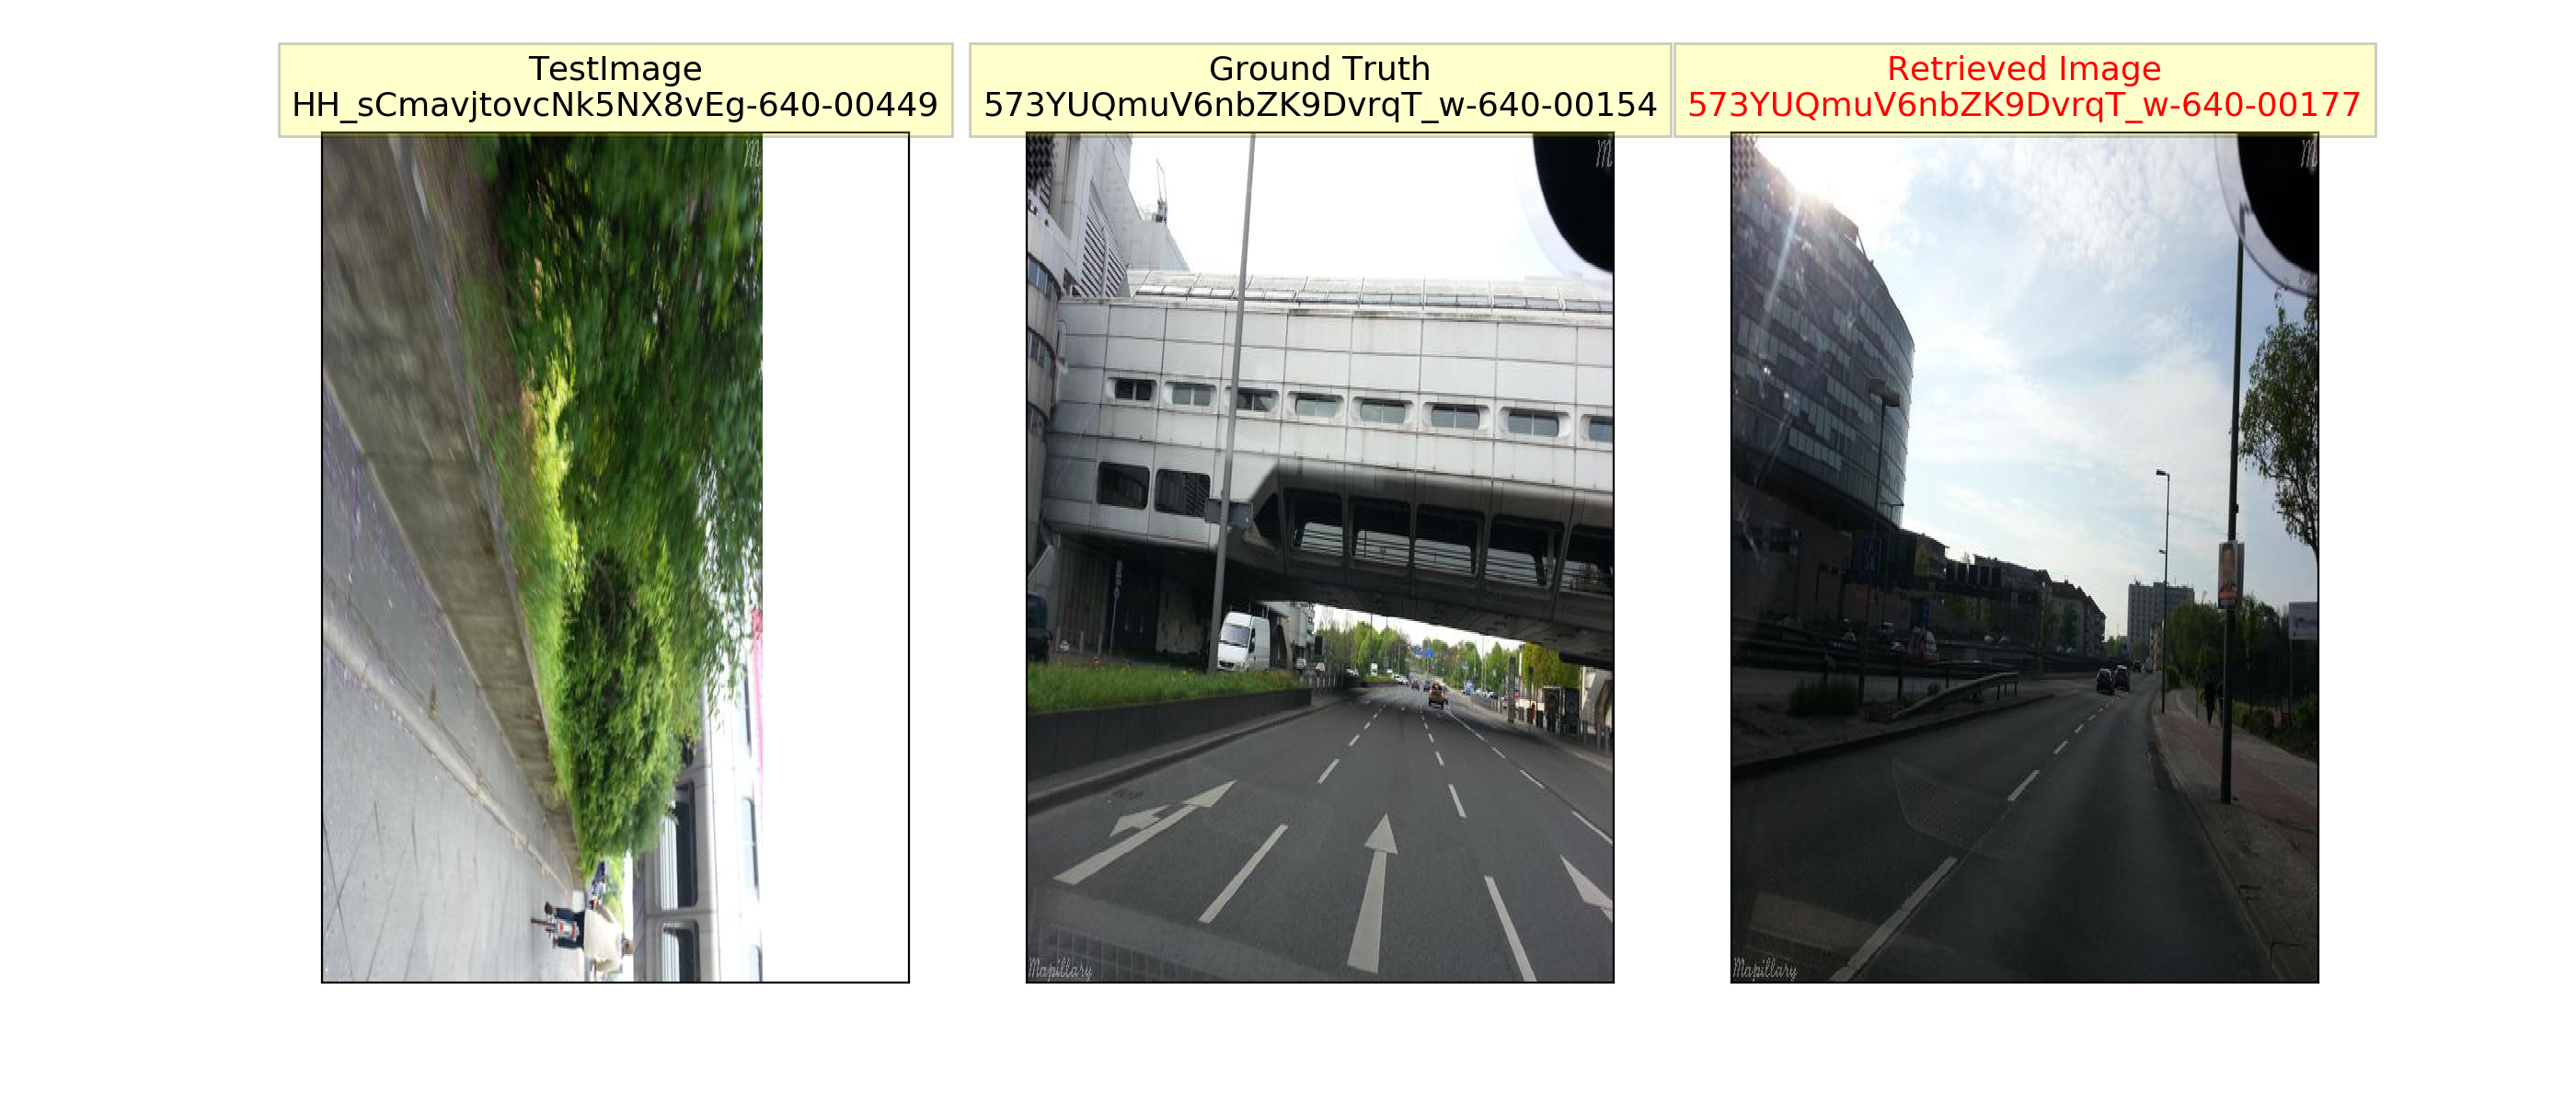 TestImage
HH_sCmavjtovcNk5NX8vEg-640-00449
Ground Truth
573YUQmuV6nbZK9DvrqT_w-640-00154
Retrieved Image
573YUQmuV6nbZK9DvrqT_w-640-00177
M
M
M
Mapillary
Mapillary